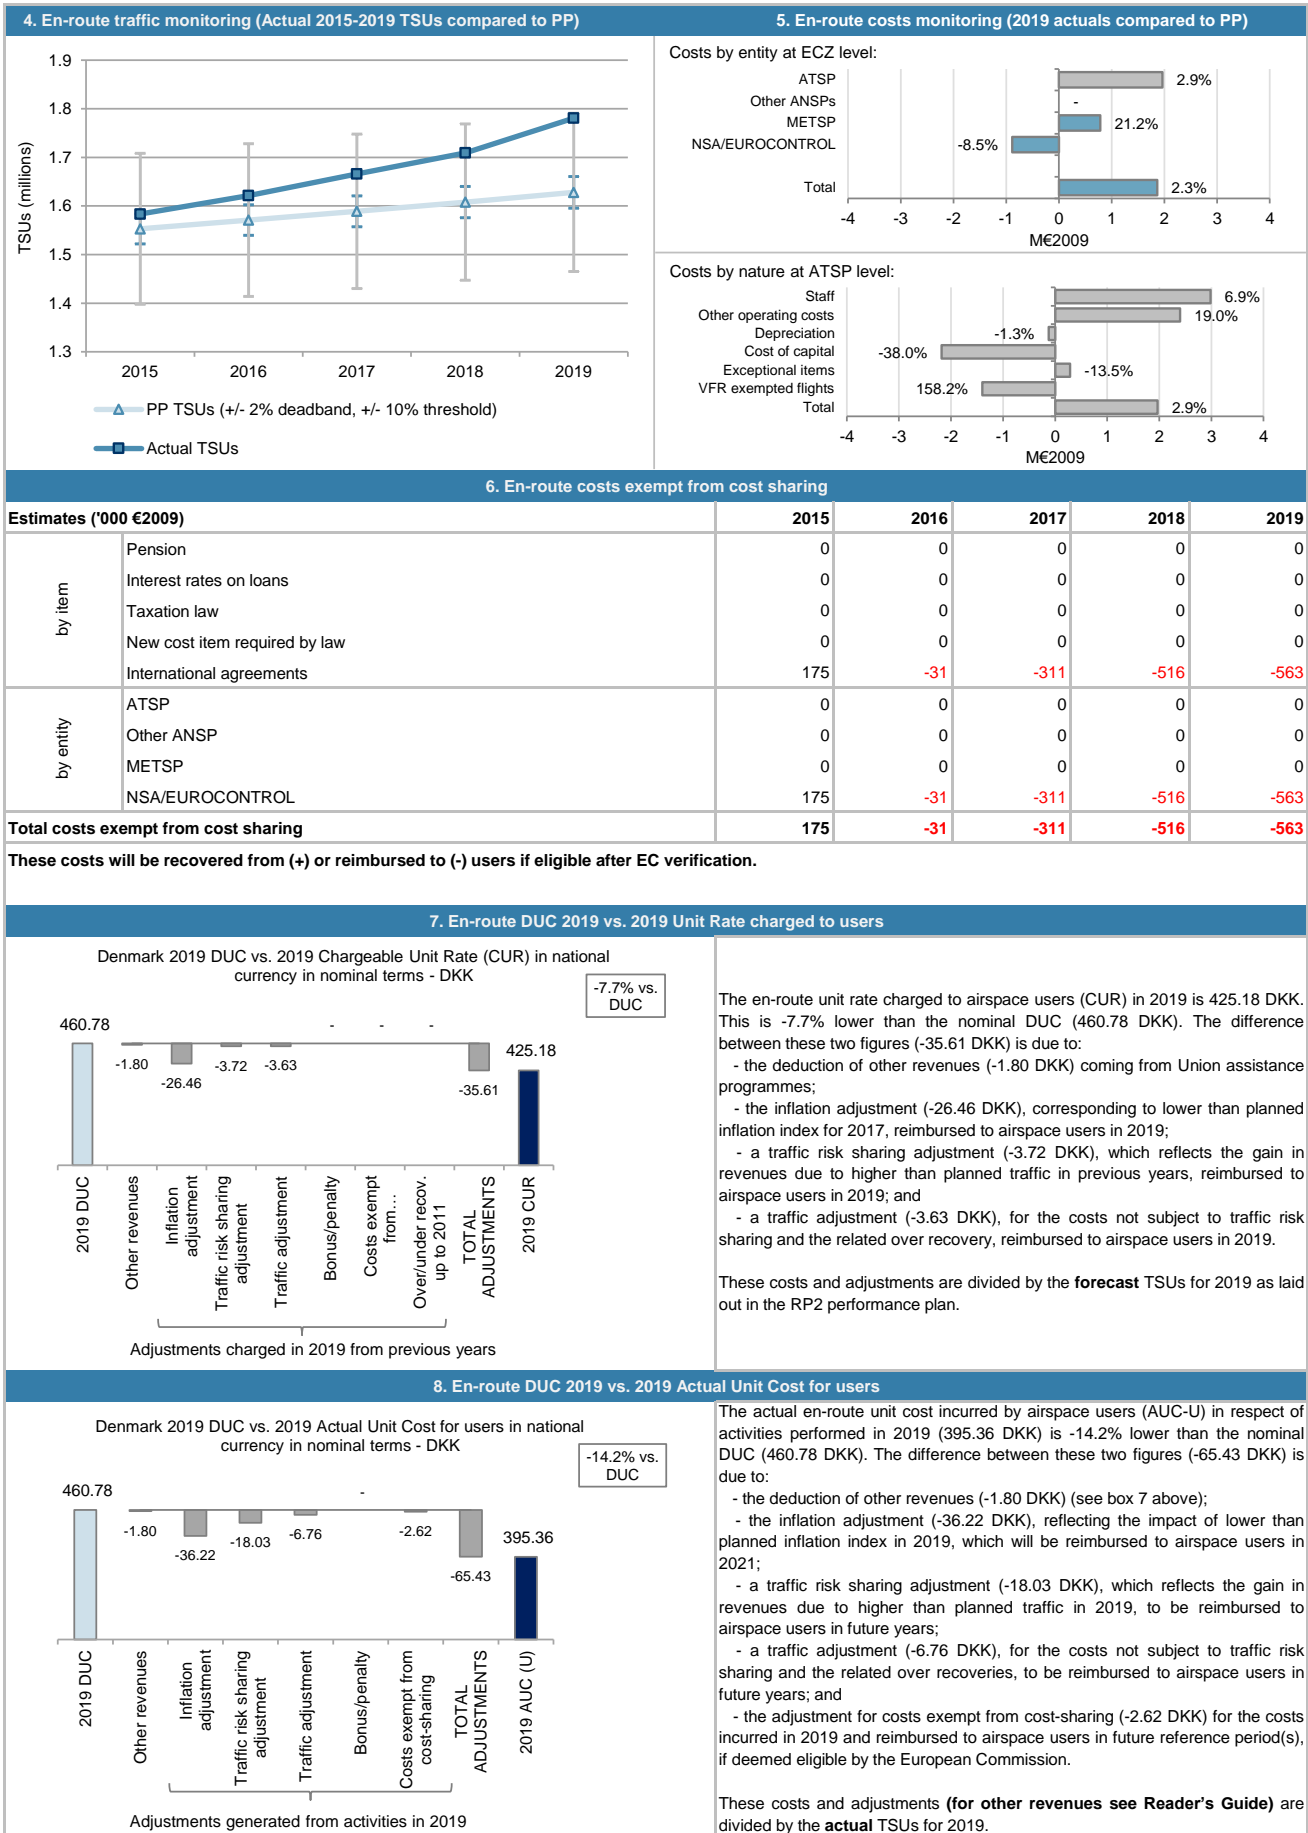 4. En-route traffic monitoring (Actual 2015-2019 TSUs compared to PP)
1.9
1.8
1.7
1.6
1.5
1.4
1.3
TSUs (millions)
2015 2016 2017 2018 2019
PP TSUs (+/- 2% deadband, +/- 10% threshold)
Actual TSUs
5. En-route costs monitoring (2019 actuals compared to PP)
Costs by entity at ECZ level:
ATSP 2.9%
Other ANSPs -
METSP 21.2%
NSA/EUROCONTROL -8.5%
Total 2.3%
-4 -3 -2 -1 0 1 2 3 4
M€2009
Costs by nature at ATSP level:
Staff 6.9%
Other operating costs 19.0%
Depreciation -1.3%
Cost of capital -38.0%
Exceptional items -13.5%
VFR exempted flights 158.2%
Total 2.9%
-4 -3 -2 -1 0 1 2 3 4
M€2009
6. En-route costs exempt from cost sharing
Estimates ('000 €2009) 2015 2016 2017 2018 2019
by item
Pension 0 0 0 0 0
Interest rates on loans 0 0 0 0 0
Taxation law 0 0 0 0 0
New cost item required by law 0 0 0 0 0
International agreements 175 -31 -311 -516 -563
by entity
ATSP 0 0 0 0 0
Other ANSP 0 0 0 0 0
METSP 0 0 0 0 0
NSA/EUROCONTROL 175 -31 -311 -516 -563
Total costs exempt from cost sharing 175 -31 -311 -516 -563
These costs will be recovered from (+) or reimbursed to (-) users if eligible after EC verification.
7. En-route DUC 2019 vs. 2019 Unit Rate charged to users
Denmark 2019 DUC vs. 2019 Chargeable Unit Rate (CUR) in national
currency in nominal terms - DKK
-7.7% vs.
DUC
460.78
-1.80
-26.46
-3.72
-3.63
-
-
-
-35.61
425.18
2019 DUC
Other revenues
Inflation
adjustment
Traffic risk sharing
adjustment
Traffic adjustment
Bonus/penalty
Costs exempt
from…
Over/under recov.
up to 2011
TOTAL
ADJUSTMENTS
2019 CUR
Adjustments charged in 2019 from previous years
The en-route unit rate charged to airspace users (CUR) in 2019 is 425.18 DKK.
This is -7.7% lower than the nominal DUC (460.78 DKK). The difference
between these two figures (-35.61 DKK) is due to:
- the deduction of other revenues (-1.80 DKK) coming from Union assistance
programmes;
- the inflation adjustment (-26.46 DKK), corresponding to lower than planned
inflation index for 2017, reimbursed to airspace users in 2019;
- a traffic risk sharing adjustment (-3.72 DKK), which reflects the gain in
revenues due to higher than planned traffic in previous years, reimbursed to
airspace users in 2019; and
- a traffic adjustment (-3.63 DKK), for the costs not subject to traffic risk
sharing and the related over recovery, reimbursed to airspace users in 2019.
These costs and adjustments are divided by the forecast TSUs for 2019 as laid
out in the RP2 performance plan.
8. En-route DUC 2019 vs. 2019 Actual Unit Cost for users
Denmark 2019 DUC vs. 2019 Actual Unit Cost for users in national
currency in nominal terms - DKK
-14.2% vs.
DUC
460.78
-1.80
-36.22
-18.03
-6.76
-
-2.62
-65.43
395.36
2019 DUC
Other revenues
Inflation
adjustment
Traffic risk sharing
adjustment
Traffic adjustment
Bonus/penalty
Costs exempt from
cost-sharing
TOTAL
ADJUSTMENTS
2019 AUC (U)
Adjustments generated from activities in 2019
The actual en-route unit cost incurred by airspace users (AUC-U) in respect of
activities performed in 2019 (395.36 DKK) is -14.2% lower than the nominal
DUC (460.78 DKK). The difference between these two figures (-65.43 DKK) is
due to:
- the deduction of other revenues (-1.80 DKK) (see box 7 above);
- the inflation adjustment (-36.22 DKK), reflecting the impact of lower than
planned inflation index in 2019, which will be reimbursed to airspace users in
2021;
- a traffic risk sharing adjustment (-18.03 DKK), which reflects the gain in
revenues due to higher than planned traffic in 2019, to be reimbursed to
airspace users in future years;
- a traffic adjustment (-6.76 DKK), for the costs not subject to traffic risk
sharing and the related over recoveries, to be reimbursed to airspace users in
future years; and
- the adjustment for costs exempt from cost-sharing (-2.62 DKK) for the costs
incurred in 2019 and reimbursed to airspace users in future reference period(s),
if deemed eligible by the European Commission.
These costs and adjustments (for other revenues see Reader's Guide) are
divided by the actual TSUs for 2019.